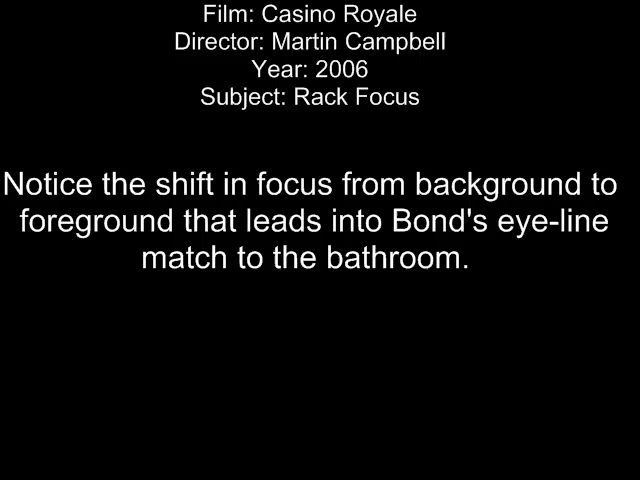 Film: Casino Royale
Director: Martin Campbell
Year: 2006
Subject: Rack Focus
Notice the shift in focus from background to
foreground that leads into Bond's eye-line
match to the bathroom.